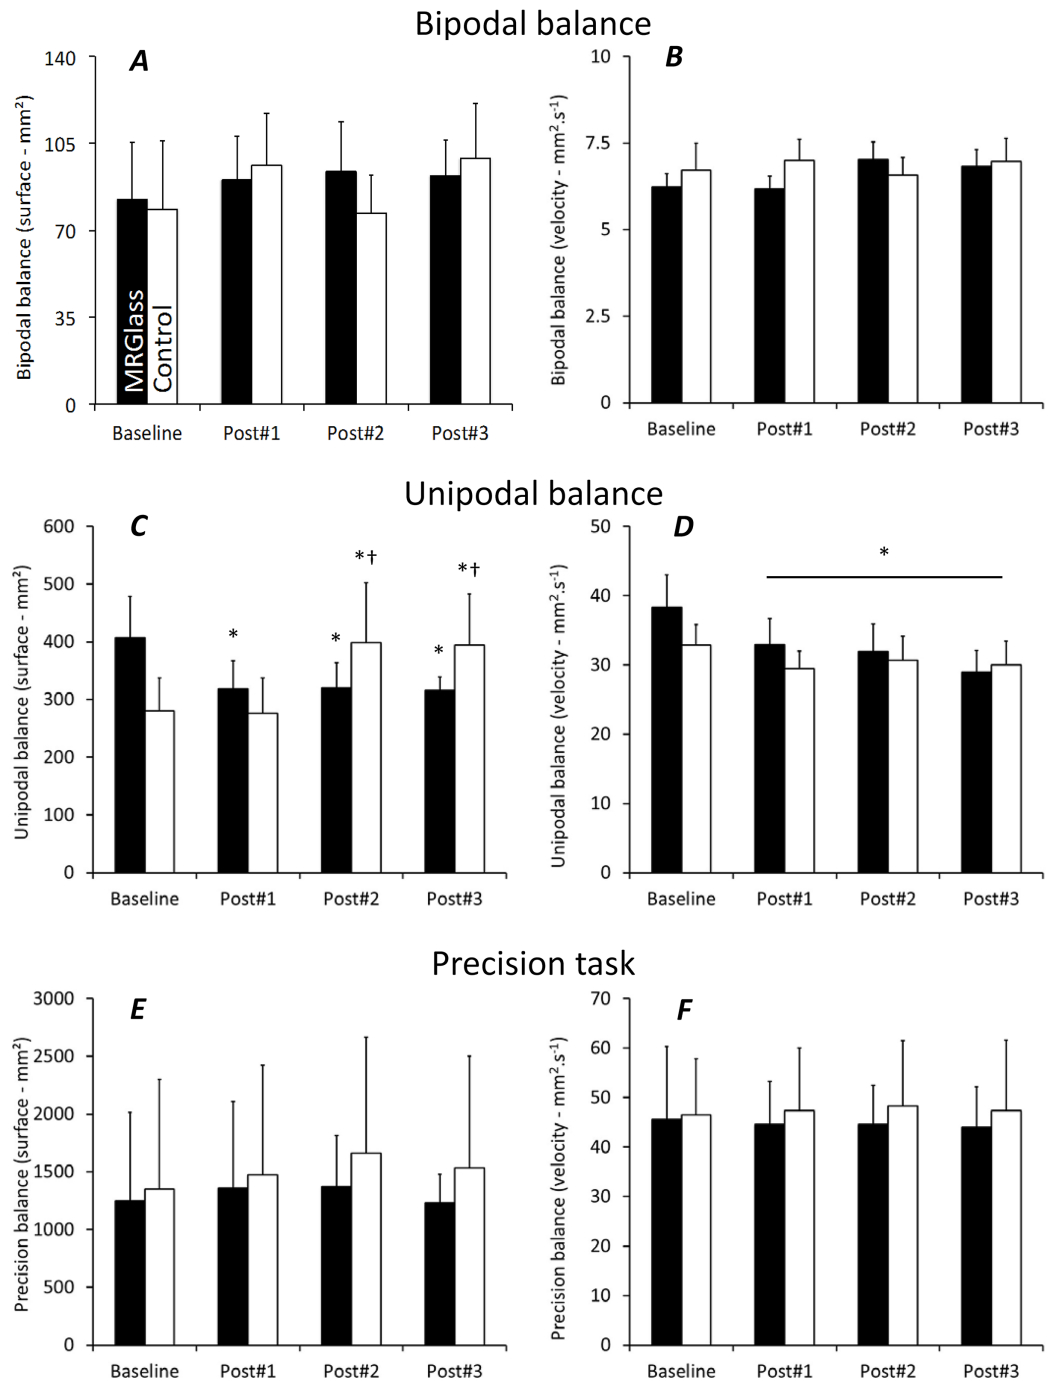 Bipodal balance
A
Bipodal balance (surface - mm²)
140
105
70
35
0
MRGlass
Control
Baseline Post#1 Post#2 Post#3
B
Bipodal balance (velocity - mm².s⁻¹)
10
7.5
5
2.5
0
Baseline Post#1 Post#2 Post#3
Unipodal balance
C
Unipodal balance (surface - mm²)
600
500
400
300
200
100
0
* * *† * *†
Baseline Post#1 Post#2 Post#3
D
Unipodal balance (velocity - mm².s⁻¹)
50
40
30
20
10
0
*
Baseline Post#1 Post#2 Post#3
Precision task
E
Precision balance (surface - mm²)
3000
2500
2000
1500
1000
500
0
Baseline Post#1 Post#2 Post#3
F
Precision balance (velocity - mm².s⁻¹)
70
60
50
40
30
20
10
0
Baseline Post#1 Post#2 Post#3